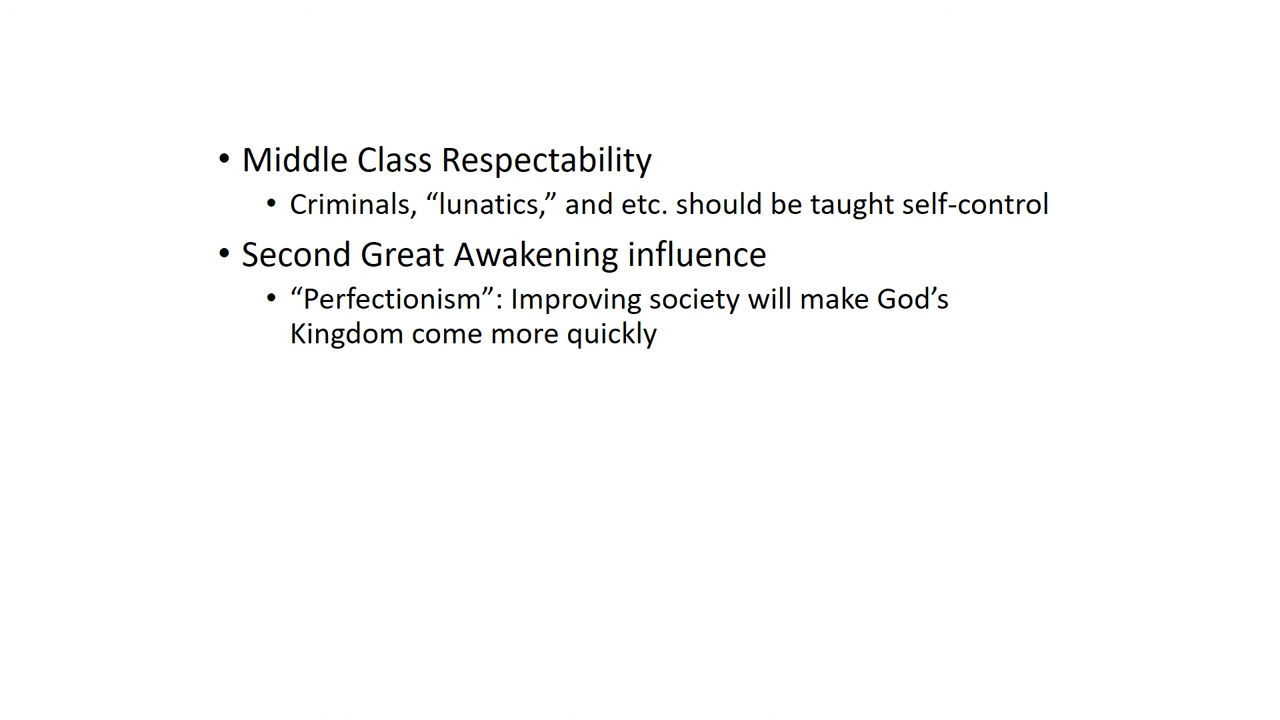 • Middle Class Respectability
• Criminals, “lunatics,” and etc. should be taught self-control
• Second Great Awakening influence
• “Perfectionism”: Improving society will make God’s
Kingdom come more quickly